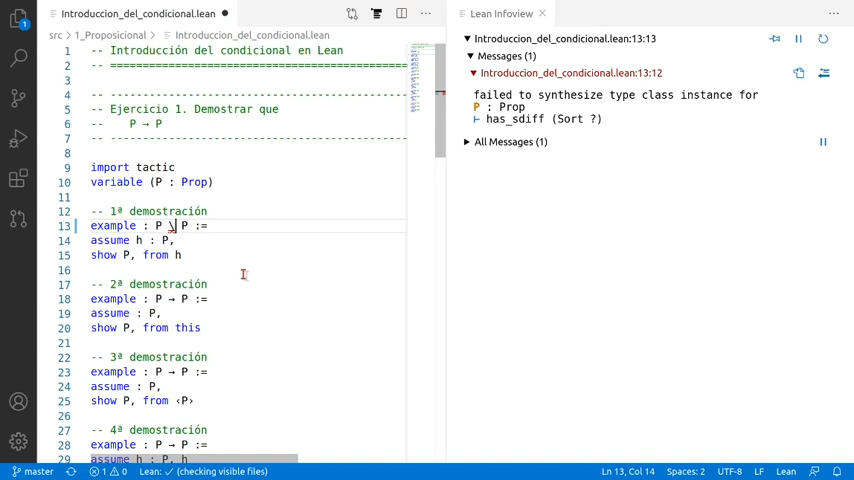 Introduccion_del_condicional.lean ●
Lean Infoview
src > 1_Proposicional > Introduccion_del_condicional.lean
1 -- Introducción del condicional en Lean
2 -- ==============================================
3
4 -- ----------------------------------------------
5 -- Ejercicio 1. Demostrar que
6 --    P → P
7 -- ----------------------------------------------
8
9 import tactic
10 variable (P : Prop)
11
12 -- 1ª demostración
13 example : P \ P :=
14 assume h : P,
15 show P, from h
16
17 -- 2ª demostración
18 example : P → P :=
19 assume : P,
20 show P, from this
21
22 -- 3ª demostración
23 example : P → P :=
24 assume : P,
25 show P, from ‹P›
26
27 -- 4ª demostración
28 example : P → P :=
29 assume h : P, h
Introduccion_del_condicional.lean:13:13
Messages (1)
Introduccion_del_condicional.lean:13:12
failed to synthesize type class instance for
P : Prop
⊢ has_sdiff (Sort ?)
All Messages (1)
1
master
1 0
Lean: ✓ (checking visible files)
Ln 13, Col 14
Spaces: 2
UTF-8
LF
Lean